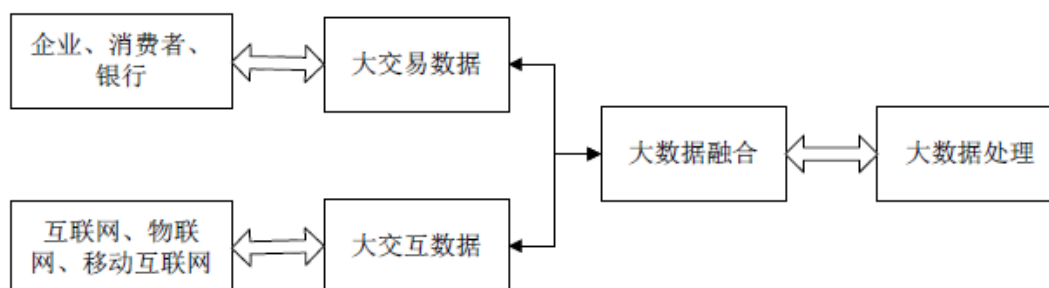 企业、消费者、
银行
大交易数据
大数据融合
大数据处理
互联网、物联
网、移动互联网
大交互数据